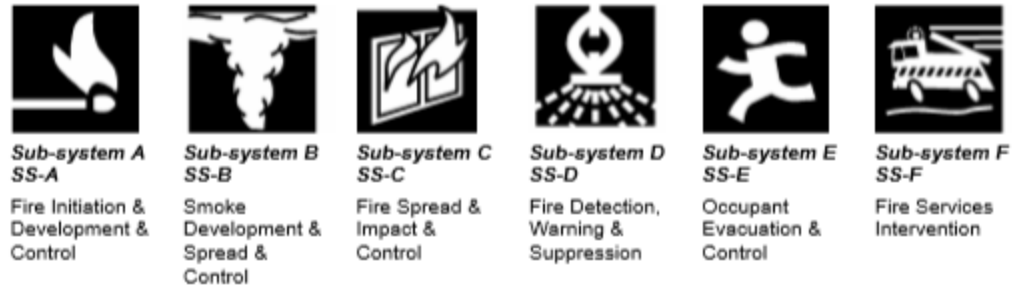 Sub-system A
SS-A
Fire Initiation &
Development &
Control
Sub-system B
SS-B
Smoke
Development &
Spread &
Control
Sub-system C
SS-C
Fire Spread &
Impact &
Control
Sub-system D
SS-D
Fire Detection,
Warning &
Suppression
Sub-system E
SS-E
Occupant
Evacuation &
Control
Sub-system F
SS-F
Fire Services
Intervention